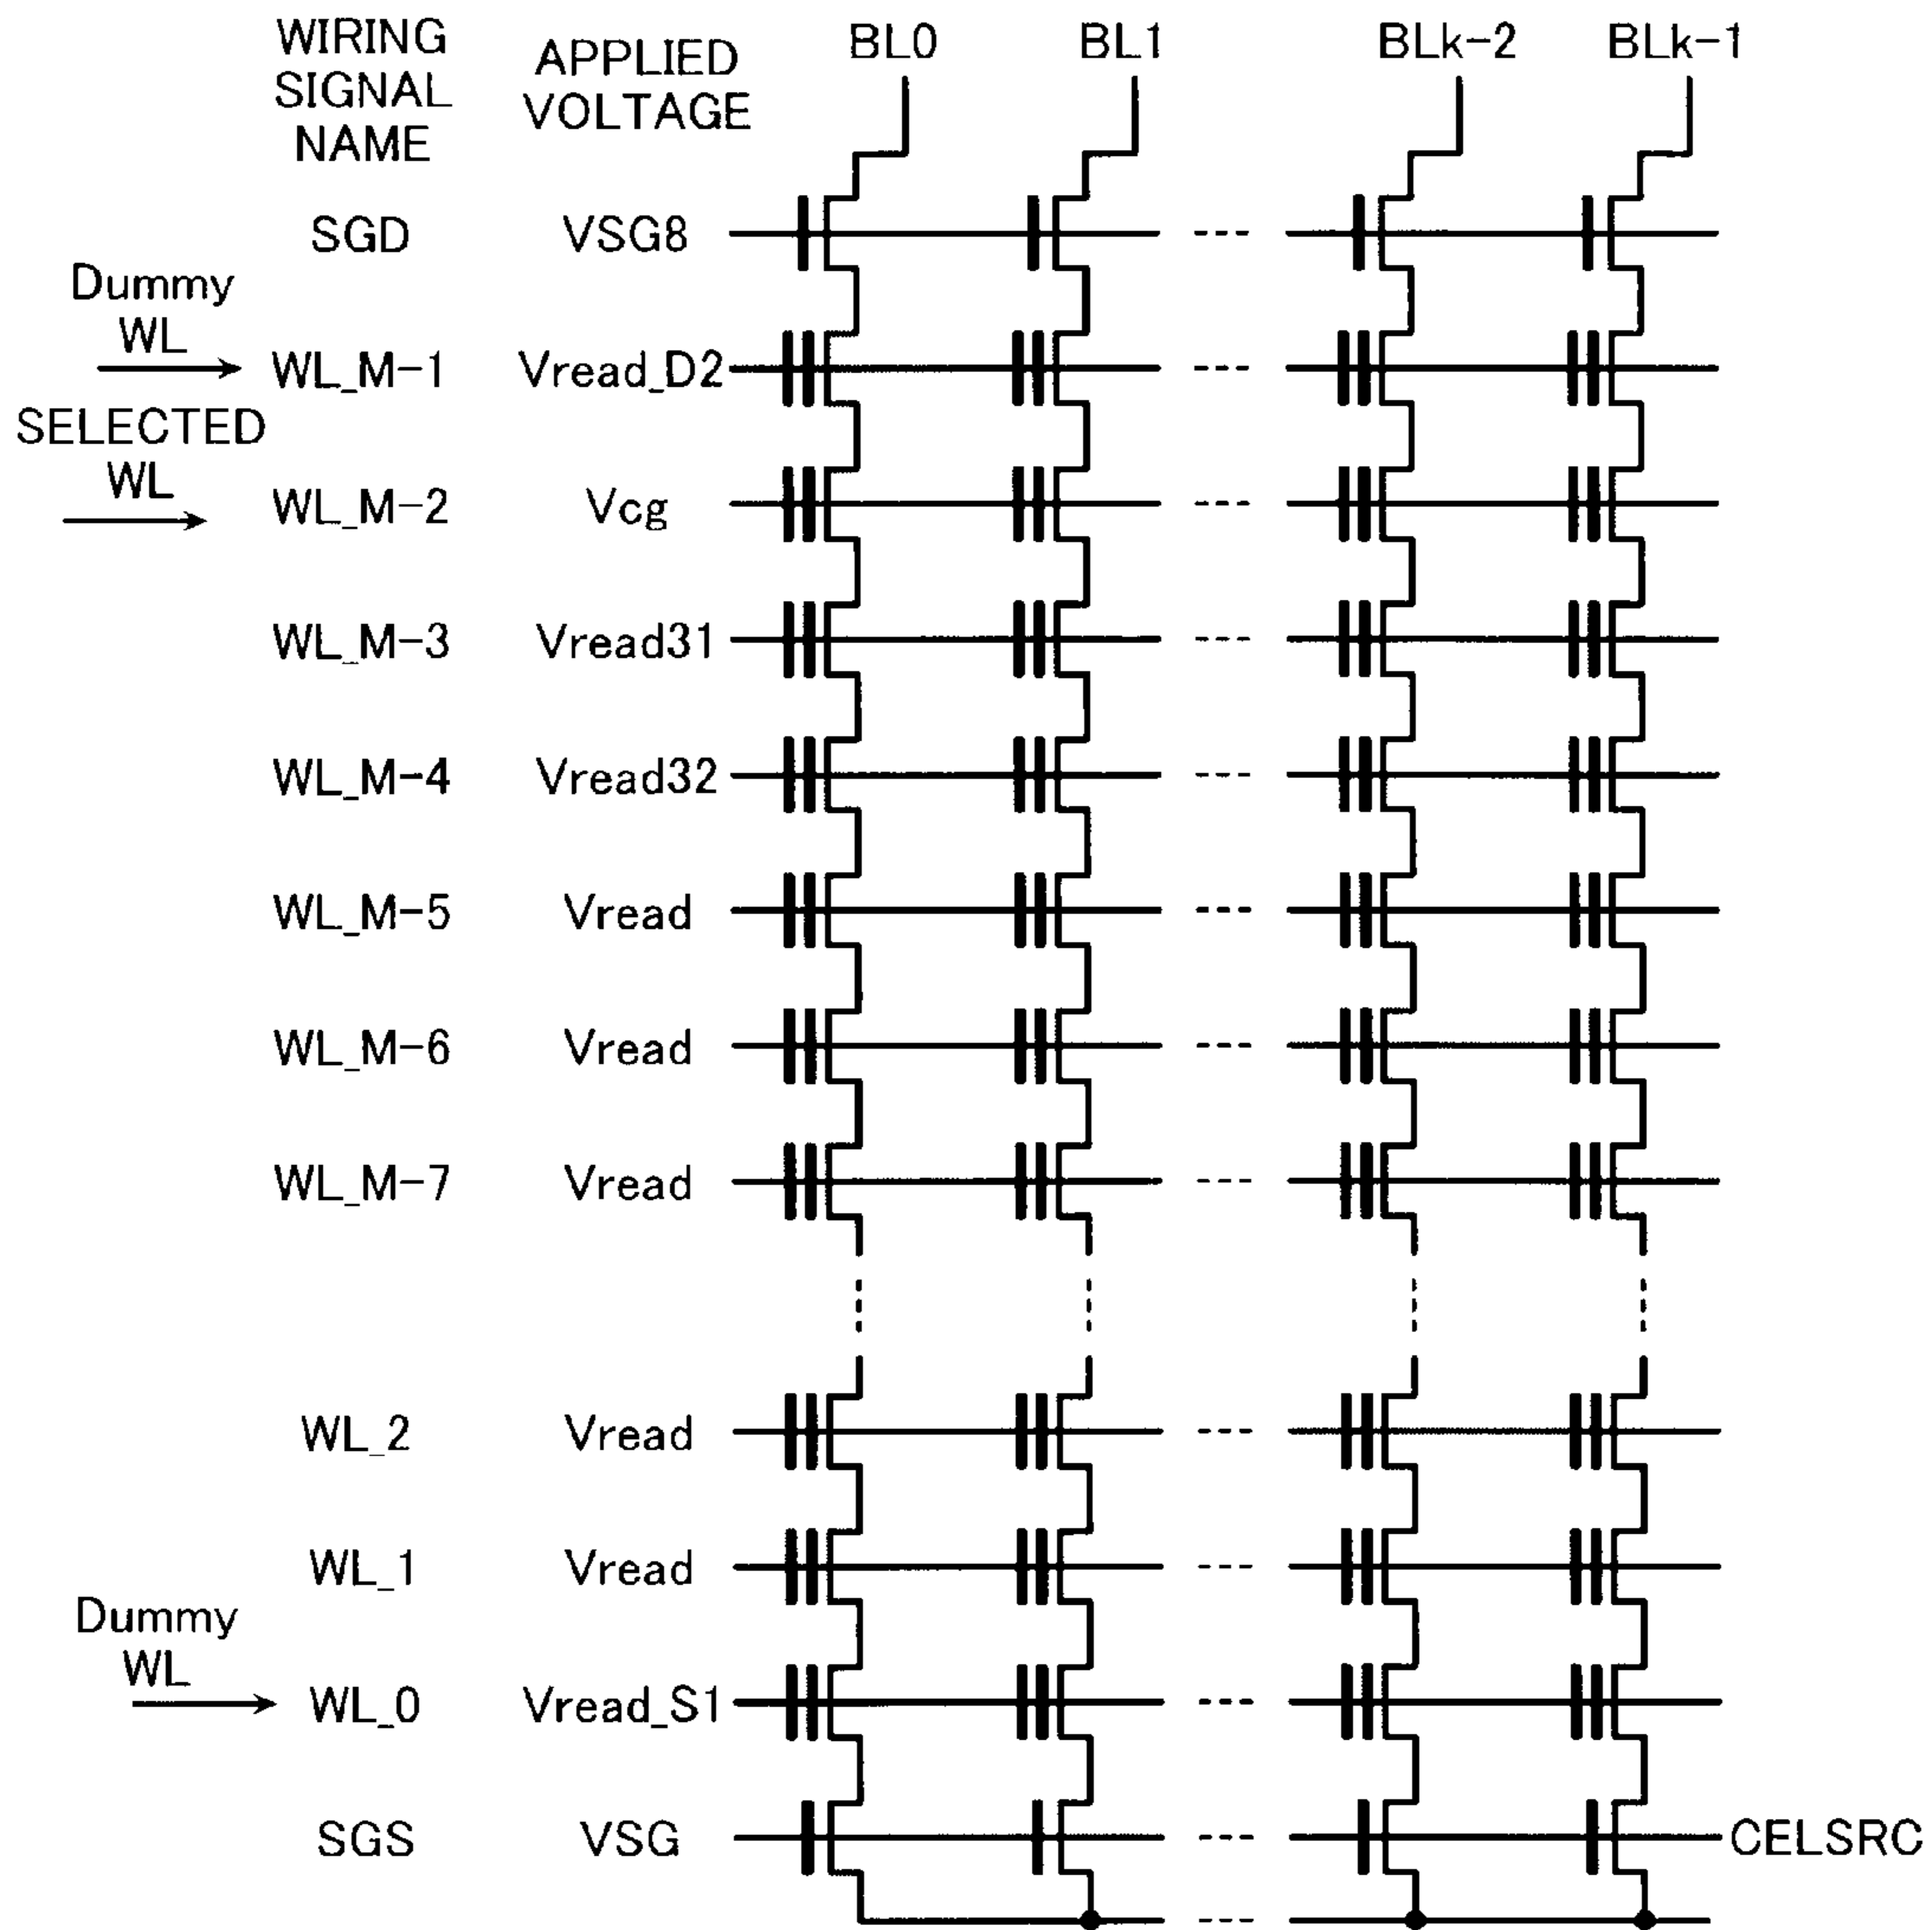 WIRING
SIGNAL
NAME
APPLIED
VOLTAGE
BL0
BL1
BLk-2
BLk-1
SGD
VSG8
---
Dummy
WL
WL_M-1
Vread_D2
---
SELECTED
WL
WL_M-2
Vcg
---
WL_M-3
Vread31
---
WL_M-4
Vread32
---
WL_M-5
Vread
---
WL_M-6
Vread
---
WL_M-7
Vread
---
WL_2
Vread
---
WL_1
Vread
---
Dummy
WL
WL_0
Vread_S1
---
SGS
VSG
---
CELSRC